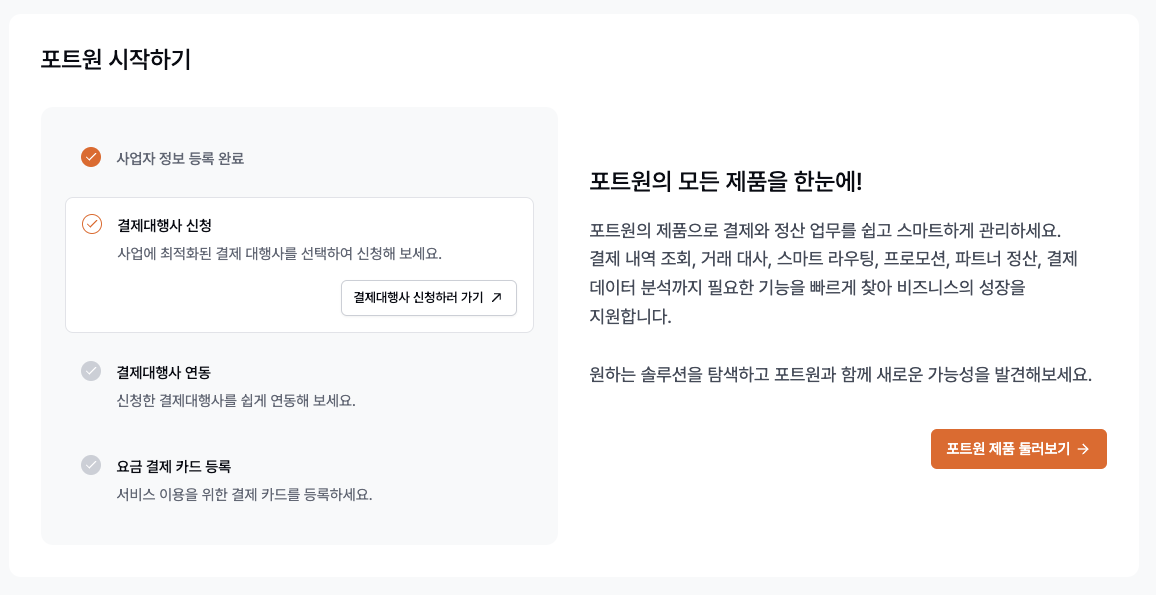 포트원 시작하기
사업자 정보 등록 완료
결제대행사 신청
사업에 최적화된 결제 대행사를 선택하여 신청해 보세요.
결제대행사 신청하러 가기
결제대행사 연동
신청한 결제대행사를 쉽게 연동해 보세요.
요금 결제 카드 등록
서비스 이용을 위한 결제 카드를 등록하세요.
포트원의 모든 제품을 한눈에!
포트원의 제품으로 결제와 정산 업무를 쉽고 스마트하게 관리하세요.
결제 내역 조회, 거래 대사, 스마트 라우팅, 프로모션, 파트너 정산, 결제
데이터 분석까지 필요한 기능을 빠르게 찾아 비즈니스의 성장을
지원합니다.
원하는 솔루션을 탐색하고 포트원과 함께 새로운 가능성을 발견해보세요.
포트원 제품 둘러보기